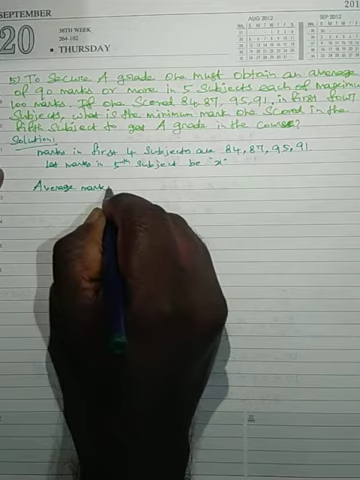 SEPTEMBER
20
38TH WEEK
264-102
THURSDAY
AUG 2012
SEP 2012
201
5) To Secure A grade one must obtain an average
of 90 marks or more in 5 Subjects each of maximum
100 marks. If one Scored 84, 87, 95, 91, in first four
Subjects, what is the minimum mark one Scored in the
fifth Subject to get A grade in the course?
Solution:
marks in first 4 Subjects are 84, 87, 95, 91.
Let marks in 5th Subject be "x"
Average mark